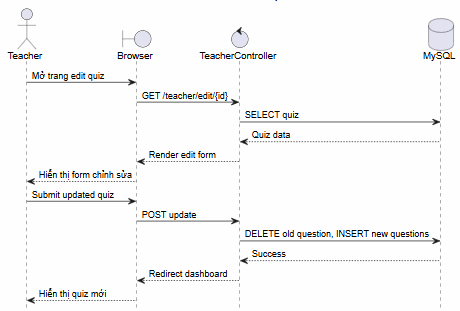 Teacher
Browser
TeacherController
MySQL
Mở trang edit quiz
GET /teacher/edit/{id}
SELECT quiz
Quiz data
Render edit form
Hiển thị form chỉnh sửa
Submit updated quiz
POST update
DELETE old question, INSERT new questions
Success
Redirect dashboard
Hiển thị quiz mới